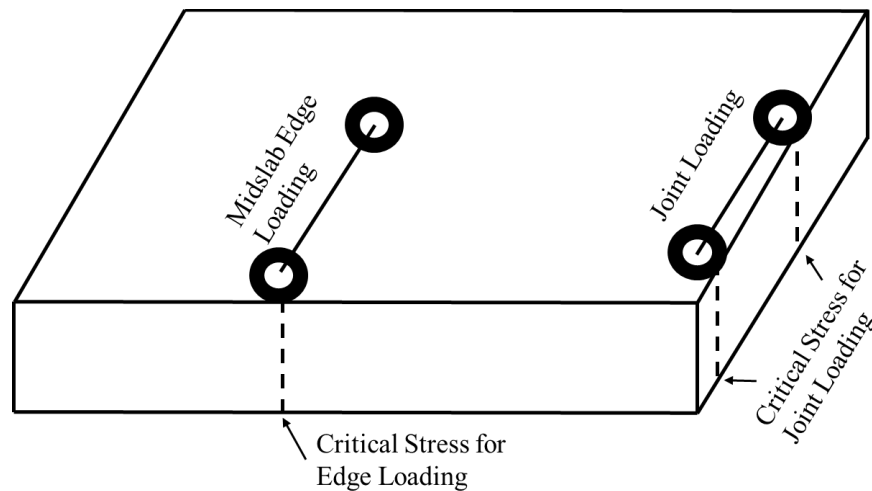 Midslab Edge
Loading
Joint Loading
Critical Stress for
Joint Loading
Critical Stress for
Edge Loading